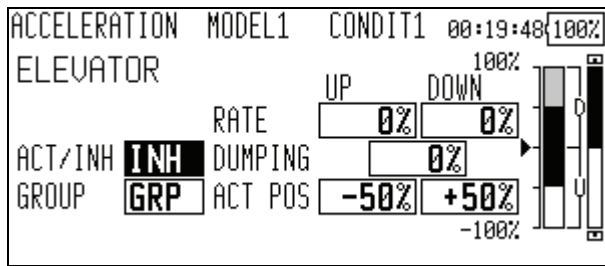 ACCELERATION MODEL1 CONDIT1 00:19:48 100%
ELEVATOR 100%
UP DOWN
RATE 0% 0% D
ACT/INH INH DUMPING 0%
GROUP GRP ACT POS -50% +50% U
-100%